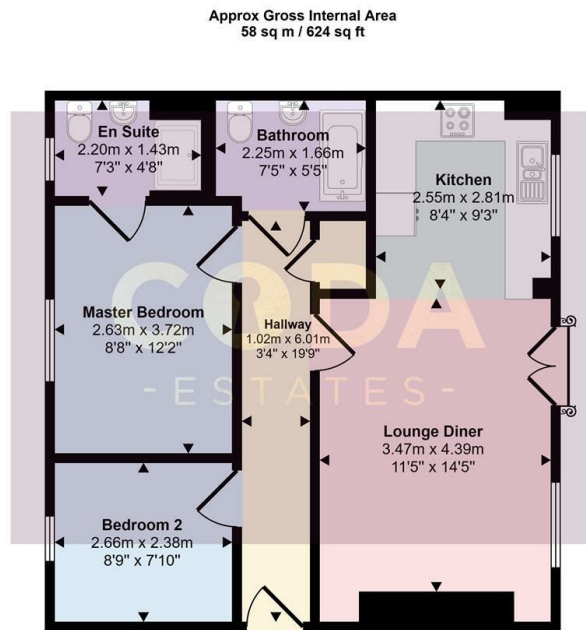 Approx Gross Internal Area
58 sq m / 624 sq ft
En Suite
2.20m x 1.43m
7'3" x 4'8"
Bathroom
2.25m x 1.66m
7'5" x 5'5"
Kitchen
2.55m x 2.81m
8'4" x 9'3"
Master Bedroom
2.63m x 3.72m
8'8" x 12'2"
Hallway
1.02m x 6.01m
3'4" x 19'9"
CODA
- ESTATES -
Lounge Diner
3.47m x 4.39m
11'5" x 14'5"
Bedroom 2
2.66m x 2.38m
8'9" x 7'10"